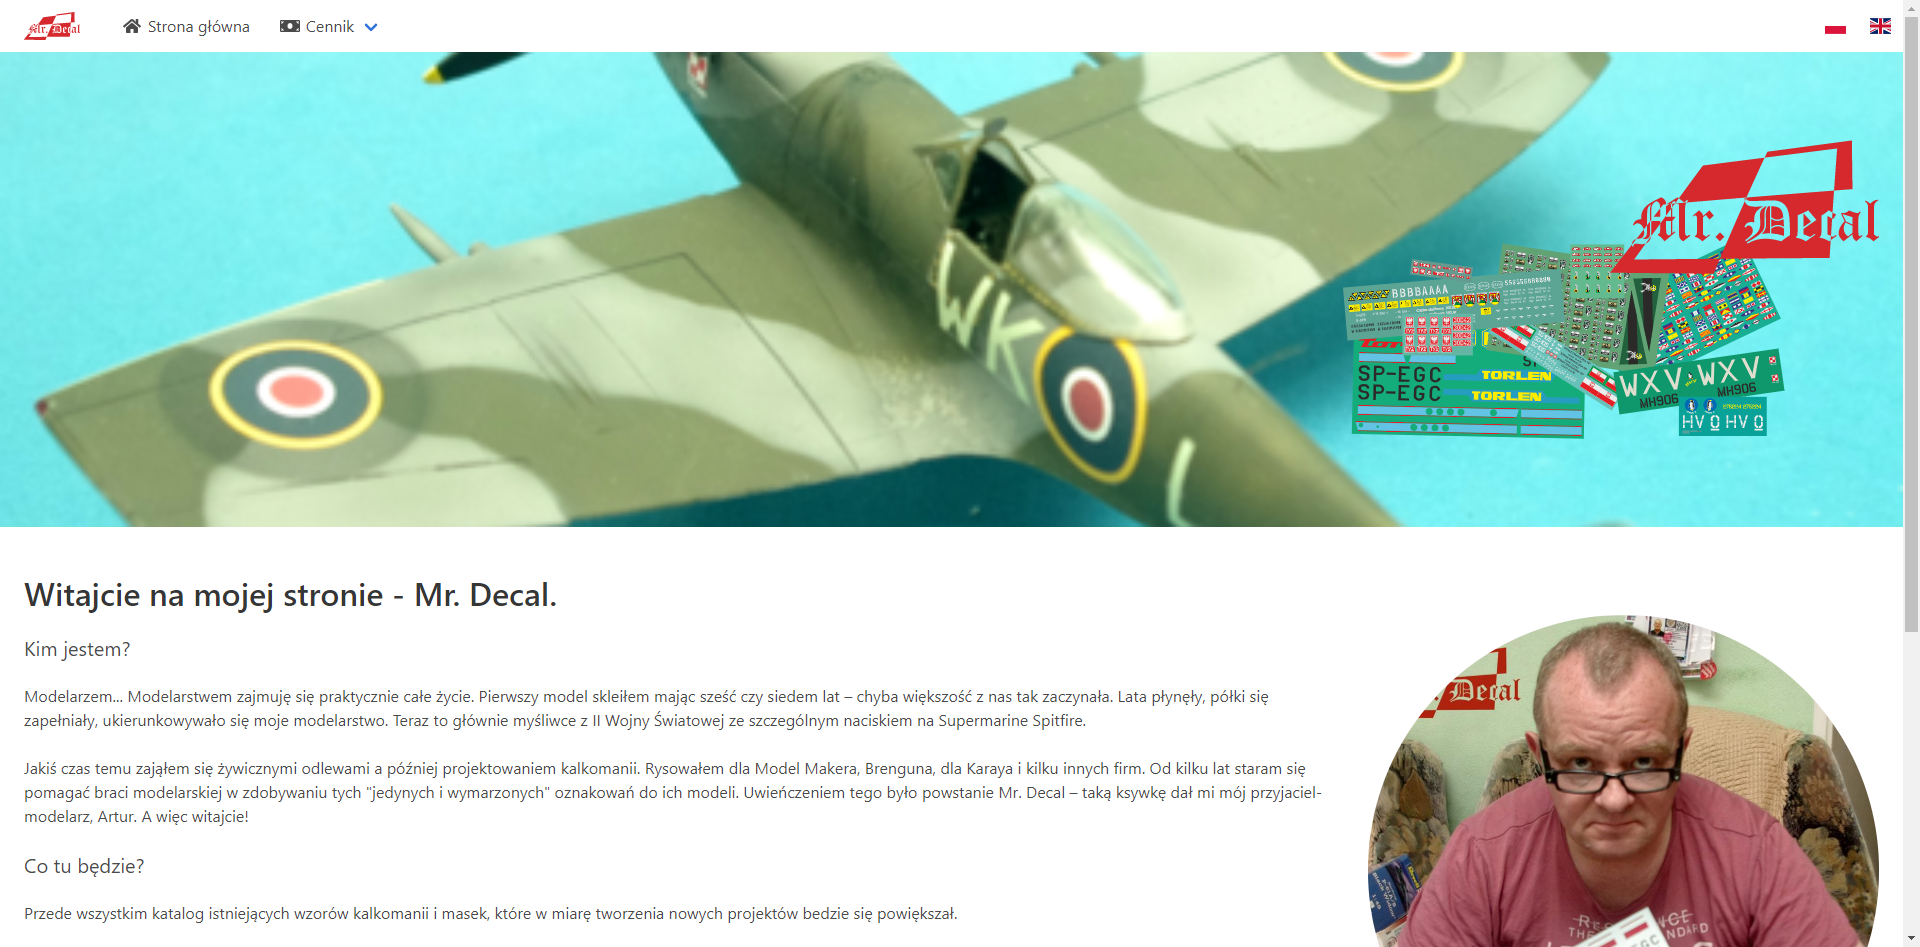 Mr. Decal
Strona główna
Cennik
Mr. Decal
WK
L
BBBBAAAA
SP-EGC
TORLEN
SP-EGC
TORLEN
WXV
WXV
MH906
MH906
HVQ
HVQ
Witajcie na mojej stronie - Mr. Decal.
Kim jestem?
Modelarzem... Modelarstwem zajmuję się praktycznie całe życie. Pierwszy model skleiłem mając sześć czy siedem lat – chyba większość z nas tak zaczynała. Lata płynęły, półki się
zapełniały, ukierunkowywało się moje modelarstwo. Teraz to głównie myśliwce z II Wojny Światowej ze szczególnym naciskiem na Supermarine Spitfire.
Jakiś czas temu zająłem się żywicznymi odlewami a później projektowaniem kalkomanii. Rysowałem dla Model Makera, Brenguna, dla Karaya i kilku innych firm. Od kilku lat staram się
pomagać braci modelarskiej w zdobywaniu tych "jedynych i wymarzonych" oznakowań do ich modeli. Uwieńczeniem tego było powstanie Mr. Decal – taką ksywkę dał mi mój przyjaciel-
modelarz, Artur. A więc witajcie!
Decal
Co tu będzie?
Przede wszystkim katalog istniejących wzorów kalkomanii i masek, które w miarę tworzenia nowych projektów bedzie się powiększał.